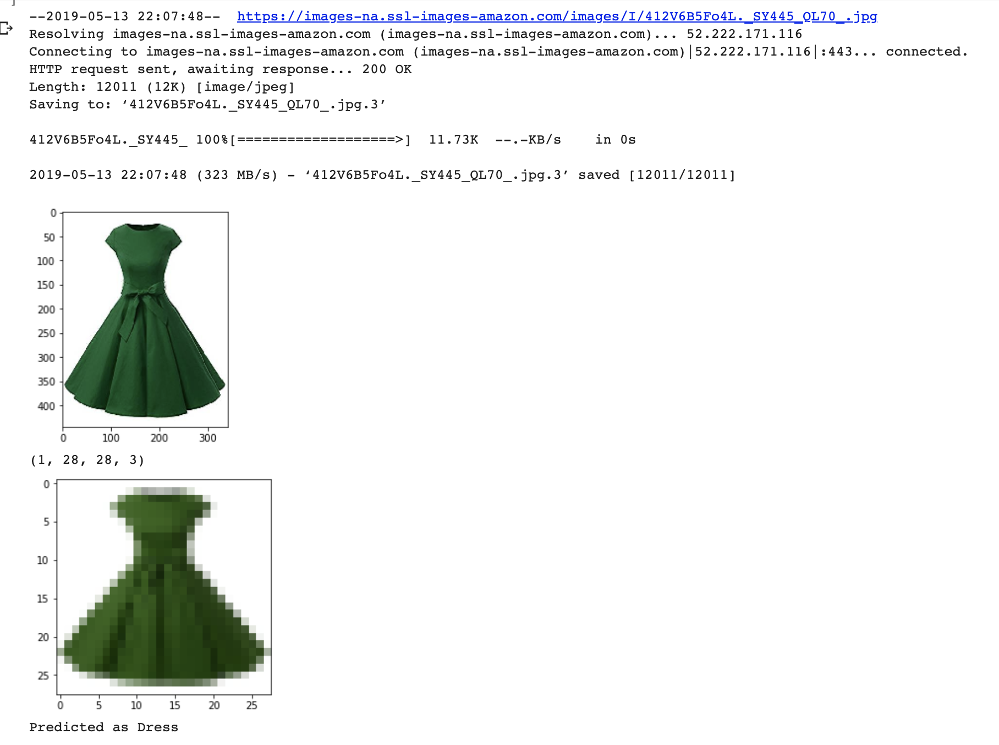 --2019-05-13 22:07:48--  https://images-na.ssl-images-amazon.com/images/I/412V6B5Fo4L._SY445_QL70_.jpg
Resolving images-na.ssl-images-amazon.com (images-na.ssl-images-amazon.com)... 52.222.171.116
Connecting to images-na.ssl-images-amazon.com (images-na.ssl-images-amazon.com)|52.222.171.116|:443... connected.
HTTP request sent, awaiting response... 200 OK
Length: 12011 (12K) [image/jpeg]
Saving to: ‘412V6B5Fo4L._SY445_QL70_.jpg.3’
412V6B5Fo4L._SY445_ 100%[===================>]  11.73K  --.-KB/s    in 0s
2019-05-13 22:07:48 (323 MB/s) - ‘412V6B5Fo4L._SY445_QL70_.jpg.3’ saved [12011/12011]
0
50
100
150
200
250
300
350
400
0 100 200 300
(1, 28, 28, 3)
0
5
10
15
20
25
0 5 10 15 20 25
Predicted as Dress